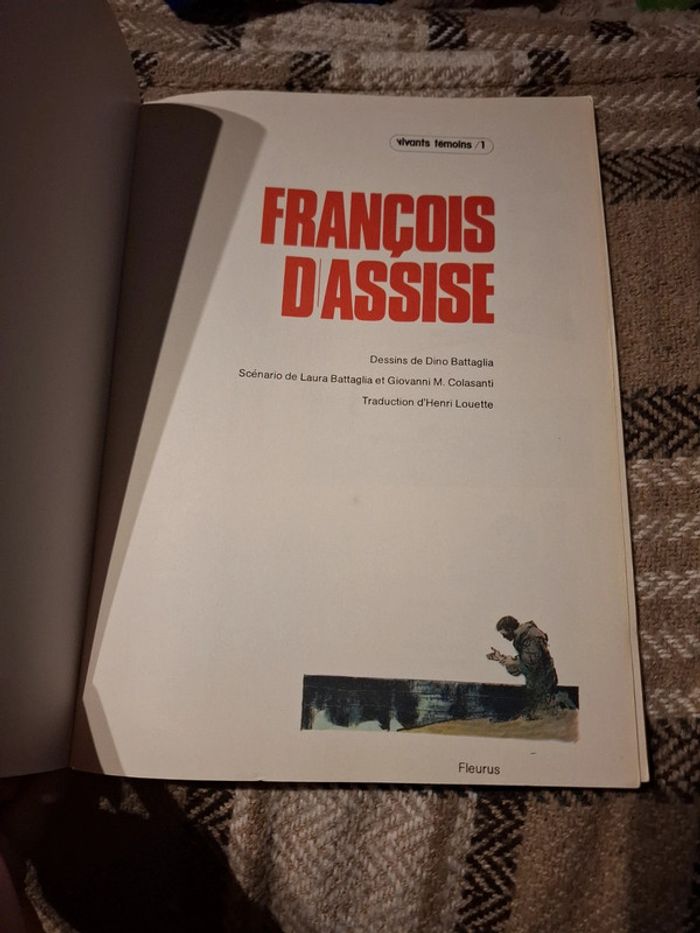 vivants témoins/1
FRANÇOIS
D'ASSISE
Dessins de Dino Battaglia
Scénario de Laura Battaglia et Giovanni M. Colasanti
Traduction d'Henri Louette
Fleurus